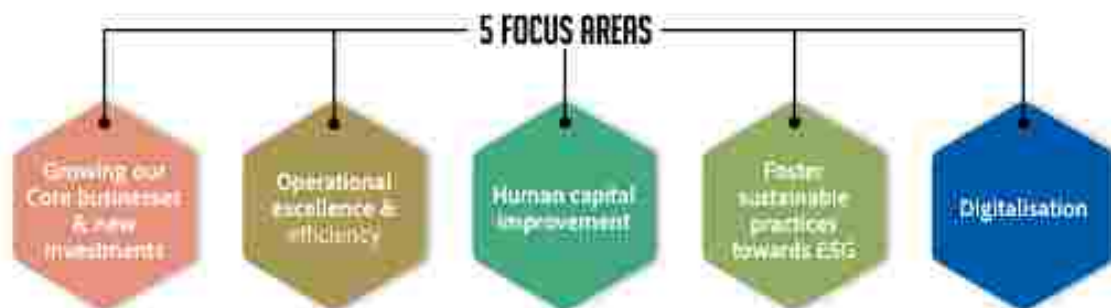 5 FOCUS AREAS
Growing our
Core businesses
& new
investments
Operational
excellence &
efficiency
Human capital
improvement
Foster
sustainable
practices
towards ESG
Digitalisation